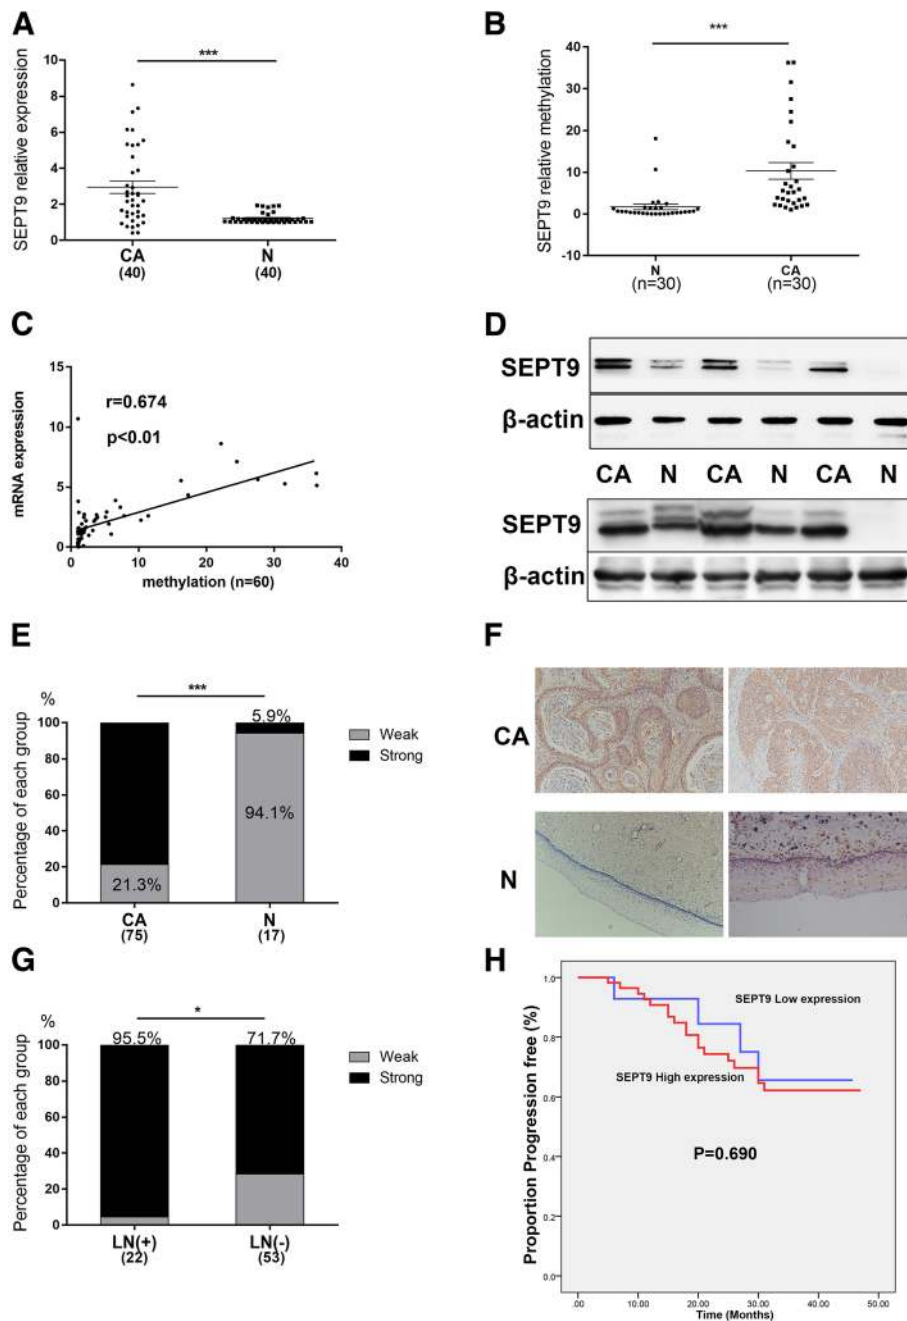 A
SEPT9 relative expression
10
8
6
4
2
0
***
CA
(40)
N
(40)
B
SEPT9 relative methylation
40
30
20
10
0
-10
***
N
(n=30)
CA
(n=30)
C
mRNA expression
15
10
5
0
r=0.674
p<0.01
0 10 20 30 40
methylation (n=60)
D
SEPT9
β-actin
CA N CA N CA N
SEPT9
β-actin
E
%
Percentage of each group
100
80
60
40
20
0
***
5.9%
94.1%
21.3%
Weak
Strong
CA
(75)
N
(17)
F
CA
N
G
%
Percentage of each group
100
80
60
40
20
0
*
95.5%
71.7%
Weak
Strong
LN(+)
(22)
LN(-)
(53)
H
Proportion Progression free (%)
1.0
0.8
0.6
0.4
0.2
0.0
SEPT9 Low expression
SEPT9 High expression
P=0.690
.00 10.00 20.00 30.00 40.00 50.00
Time (Months)